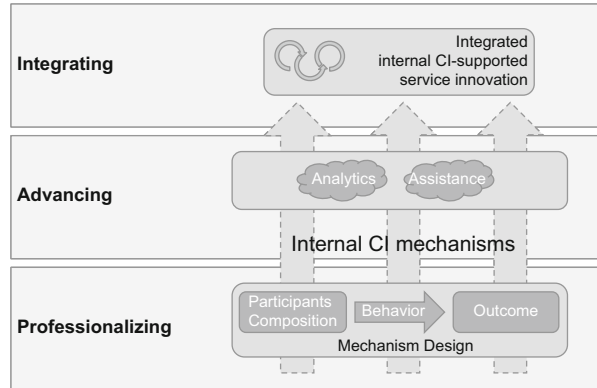 Integrating
Integrated
internal CI-supported
service innovation
Advancing
Analytics
Assistance
Internal CI mechanisms
Professionalizing
Participants
Composition
Behavior
Outcome
Mechanism Design